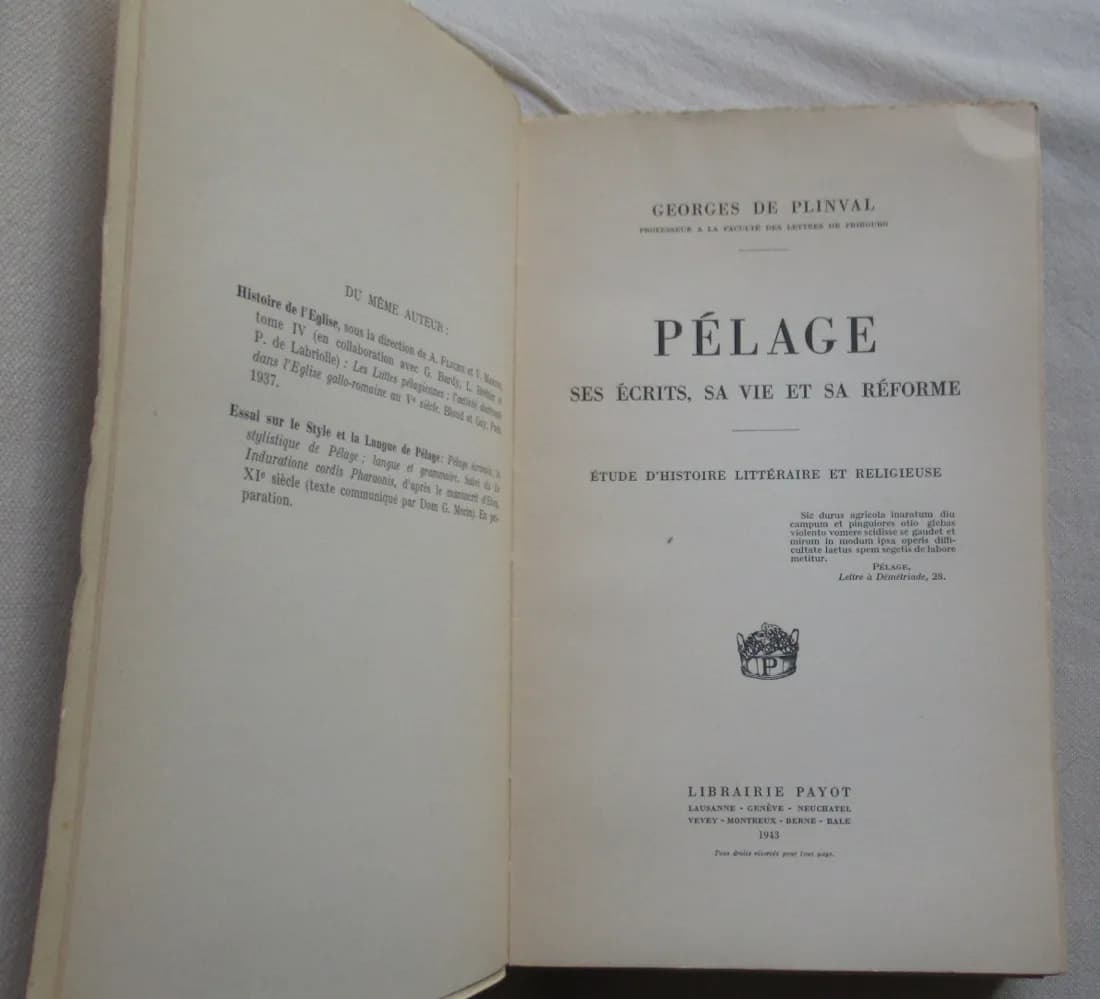 DU MÊME AUTEUR :
Histoire de l'Eglise, sous la direction de A. FLICHE et V. MARTIN,
tome IV (en collaboration avec G. Bardy, L. Bréhier et
P. de Labriolle) : Les Luttes pélagiennes ; l'activité doctrinale
dans l'Eglise gallo-romaine au Ve siècle. Bloud et Gay, Paris,
1937.
Essai sur le Style et la Langue de Pélage : Pélage écrivain ; la
stylistique de Pélage ; langue et grammaire. Suivi du De
Induratione cordis Pharaonis, d'après le manuscrit
XIe siècle (texte communiqué par Dom G. Morin). En pré-
paration.
GEORGES DE PLINVAL
PROFESSEUR A LA FACULTÉ DES LETTRES DE FRIBOURG
PÉLAGE
SES ÉCRITS, SA VIE ET SA RÉFORME
ÉTUDE D'HISTOIRE LITTÉRAIRE ET RELIGIEUSE
Sic durus agricola inaratum diu
campum et pinguiores otio glebas
violento vomere scidisse se gaudet et
mirum in modum ipsa operis diffi-
cultate laetus spem segetis de labore
metitur.
PÉLAGE,
Lettre à Démétriade, 28.
P
LIBRAIRIE PAYOT
LAUSANNE - GENÈVE - NEUCHATEL
VEVEY - MONTREUX - BERNE - BALE
1943
Tous droits réservés pour tout pays.